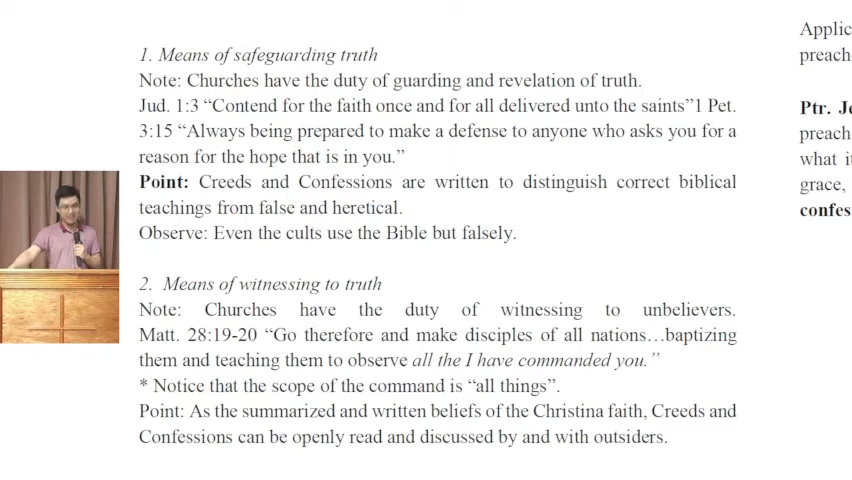 1. Means of safeguarding truth
Note: Churches have the duty of guarding and revelation of truth.
Jud. 1:3 “Contend for the faith once and for all delivered unto the saints”1 Pet.
3:15 “Always being prepared to make a defense to anyone who asks you for a
reason for the hope that is in you.”
Point: Creeds and Confessions are written to distinguish correct biblical
teachings from false and heretical.
Observe: Even the cults use the Bible but falsely.
2. Means of witnessing to truth
Note: Churches have the duty of witnessing to unbelievers.
Matt. 28:19-20 “Go therefore and make disciples of all nations…baptizing
them and teaching them to observe all the I have commanded you.”
* Notice that the scope of the command is “all things”.
Point: As the summarized and written beliefs of the Christina faith, Creeds and
Confessions can be openly read and discussed by and with outsiders.
Ptr.
what
grace,